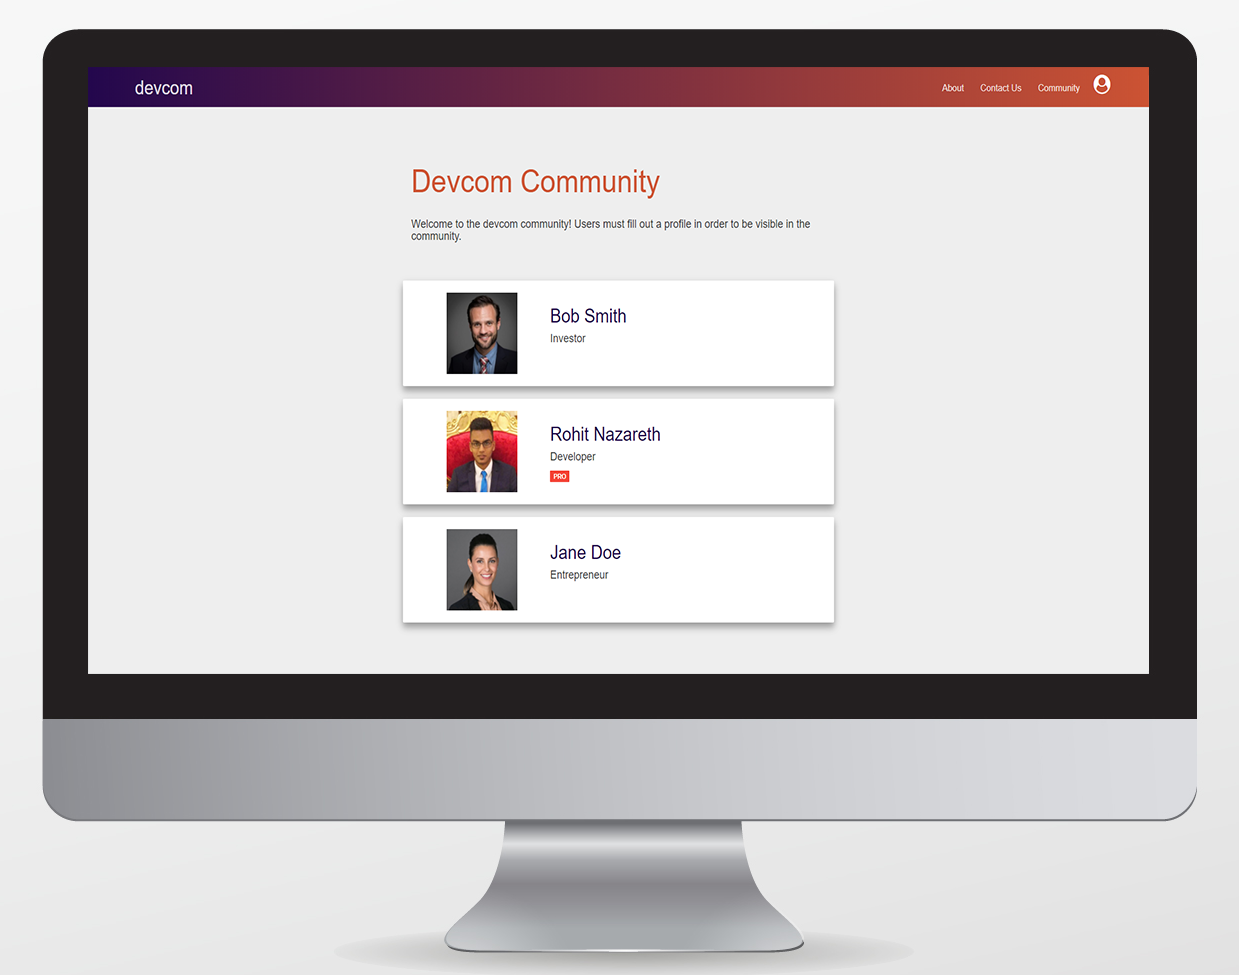 devcom
About Contact Us Community
Devcom Community
Welcome to the devcom community! Users must fill out a profile in order to be visible in the
community.
Bob Smith
Investor
Rohit Nazareth
Developer
PRO
Jane Doe
Entrepreneur